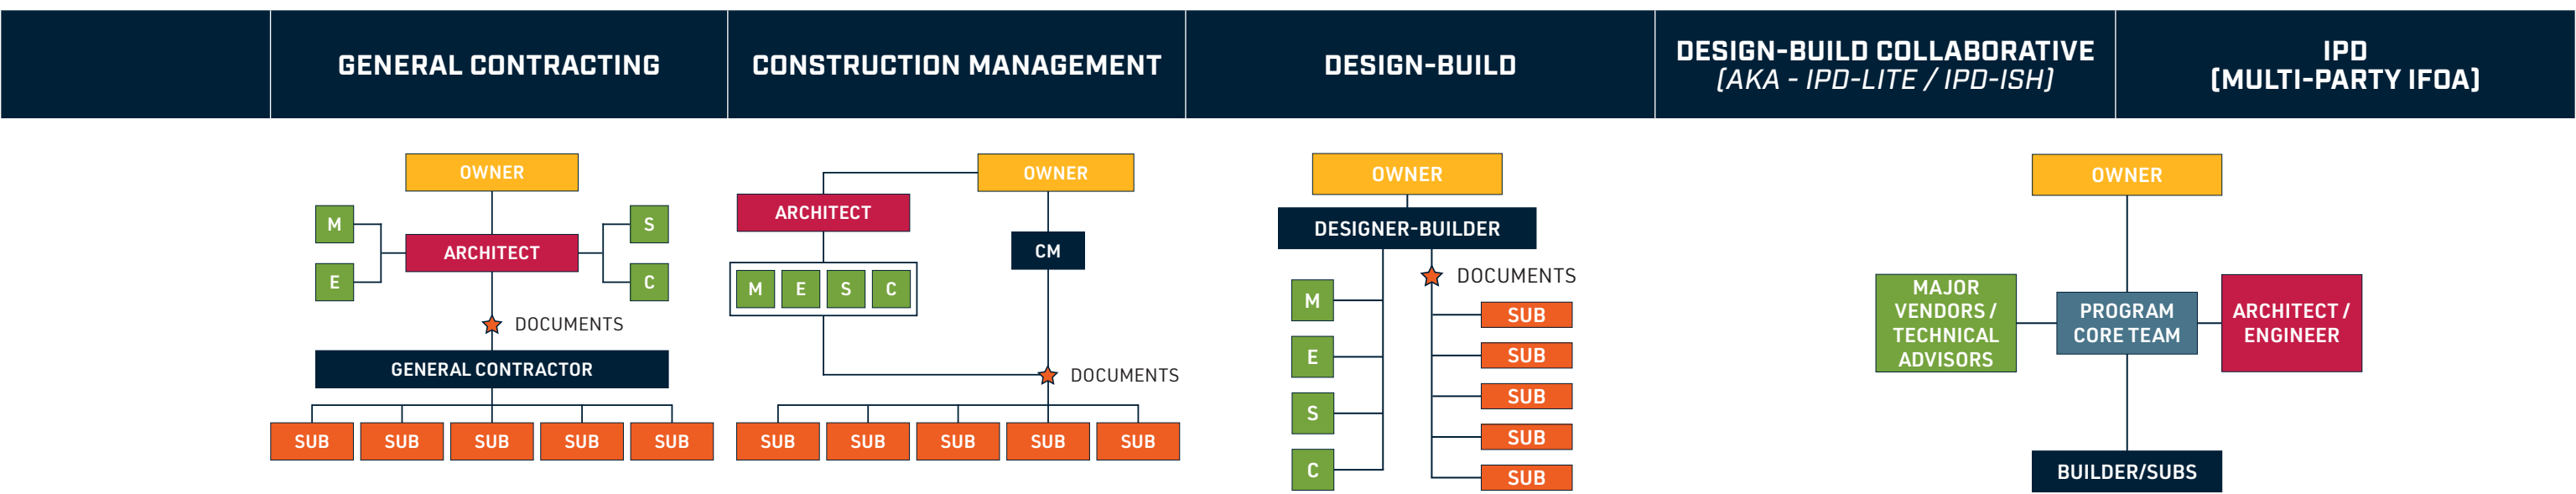 GENERAL CONTRACTING
CONSTRUCTION MANAGEMENT
DESIGN-BUILD
DESIGN-BUILD COLLABORATIVE
(AKA - IPD-LITE / IPD-ISH)
IPD
(MULTI-PARTY IFOA)
OWNER
M
S
ARCHITECT
E
C
DOCUMENTS
GENERAL CONTRACTOR
SUB
SUB
SUB
SUB
SUB
OWNER
ARCHITECT
CM
M
E
S
C
DOCUMENTS
SUB
SUB
SUB
SUB
SUB
OWNER
DESIGNER-BUILDER
DOCUMENTS
M
E
S
C
SUB
SUB
SUB
SUB
SUB
OWNER
MAJOR
VENDORS /
TECHNICAL
ADVISORS
PROGRAM
CORE TEAM
ARCHITECT /
ENGINEER
BUILDER/SUBS